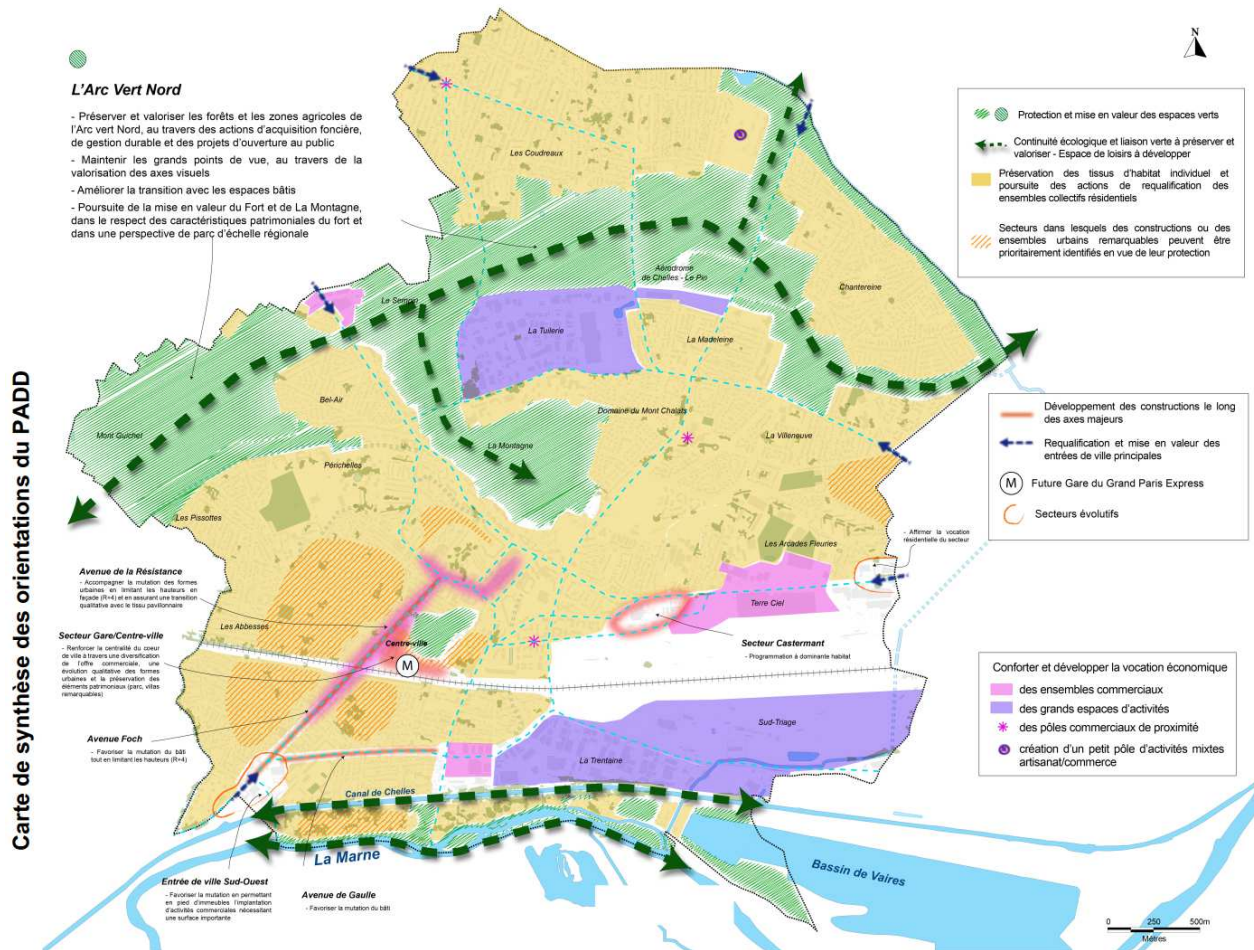 Carte de synthèse des orientations du PADD
L'Arc Vert Nord
- Préserver et valoriser les forêts et les zones agricoles de
l'Arc vert Nord, au travers des actions d'acquisition foncière,
de gestion durable et des projets d'ouverture au public
- Maintenir les grands points de vue, au travers de la
valorisation des axes visuels
- Améliorer la transition avec les espaces bâtis
- Poursuite de la mise en valeur du Fort et de La Montagne,
dans le respect des caractéristiques patrimoniales du fort et
dans une perspective de parc d'échelle régionale
N
Protection et mise en valeur des espaces verts
Continuité écologique et liaison verte à préserver et
valoriser - Espace de loisirs à développer
Préservation des tissus d'habitat individuel et
poursuite des actions de requalification des
ensembles collectifs résidentiels
Secteurs dans lesquels des constructions ou des
ensembles urbains remarquables peuvent être
prioritairement identifiés en vue de leur protection
Développement des constructions le long
des axes majeurs
Requalification et mise en valeur des
entrées de ville principales
M
Future Gare du Grand Paris Express
Secteurs évolutifs
Conforter et développer la vocation économique
des ensembles commerciaux
des grands espaces d'activités
des pôles commerciaux de proximité
création d'un petit pôle d'activités mixtes
artisanat/commerce
Les Coudreaux
Aérodrome
de Chelles - Le Pin
Chantereine
Le Sempin
La Tuilerie
La Madeleine
Bel-Air
Domaine du Mont Chalats
Mont Guichet
La Montagne
La Villeneuve
Périchelles
Les Pissottes
Les Arcades Fleuries
- Affirmer la vocation
résidentielle du secteur
Avenue de la Résistance
- Accompagner la mutation des formes
urbaines en limitant les hauteurs en
façade (R+4) et en assurant une transition
qualitative avec le tissu pavillonnaire
Terre Ciel
Les Abbesses
Secteur Gare/Centre-ville
- Renforcer la centralité du coeur
de ville à travers une diversification
de l'offre commerciale, une
évolution qualitative des formes
urbaines et la préservation des
éléments patrimoniaux (parc, villas
remarquables)
Centre-ville
M
Secteur Castermant
- Programmation à dominante habitat
Avenue Foch
- Favoriser la mutation du bâti
tout en limitant les hauteurs (R+4)
Sud-Triage
La Trentaine
Canal de Chelles
La Marne
Bassin de Vaires
Entrée de ville Sud-Ouest
- Favoriser la mutation en permettant
en pied d'immeubles l'implantation
d'activités commerciales nécessitant
une surface importante
Avenue de Gaulle
- Favoriser la mutation du bâti
0 250 500m
Mètres